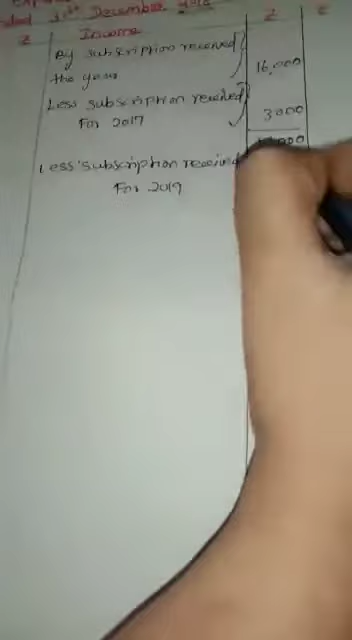 31st December 2018
₹ Income ₹ ₹
By subscription received
the year 16,000
Less subscription received
For 2017 3000
Less subscription received
For 2019